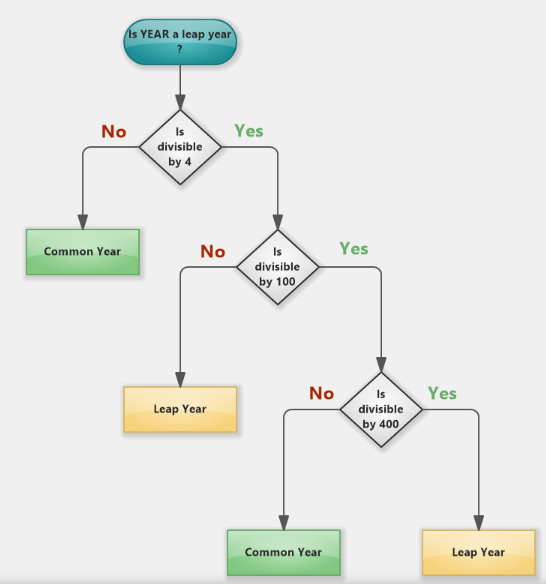 Is YEAR a leap year
?
No
Yes
Is
divisible
by 4
Common Year
No
Yes
Is
divisible
by 100
Leap Year
No
Yes
Is
divisible
by 400
Common Year
Leap Year